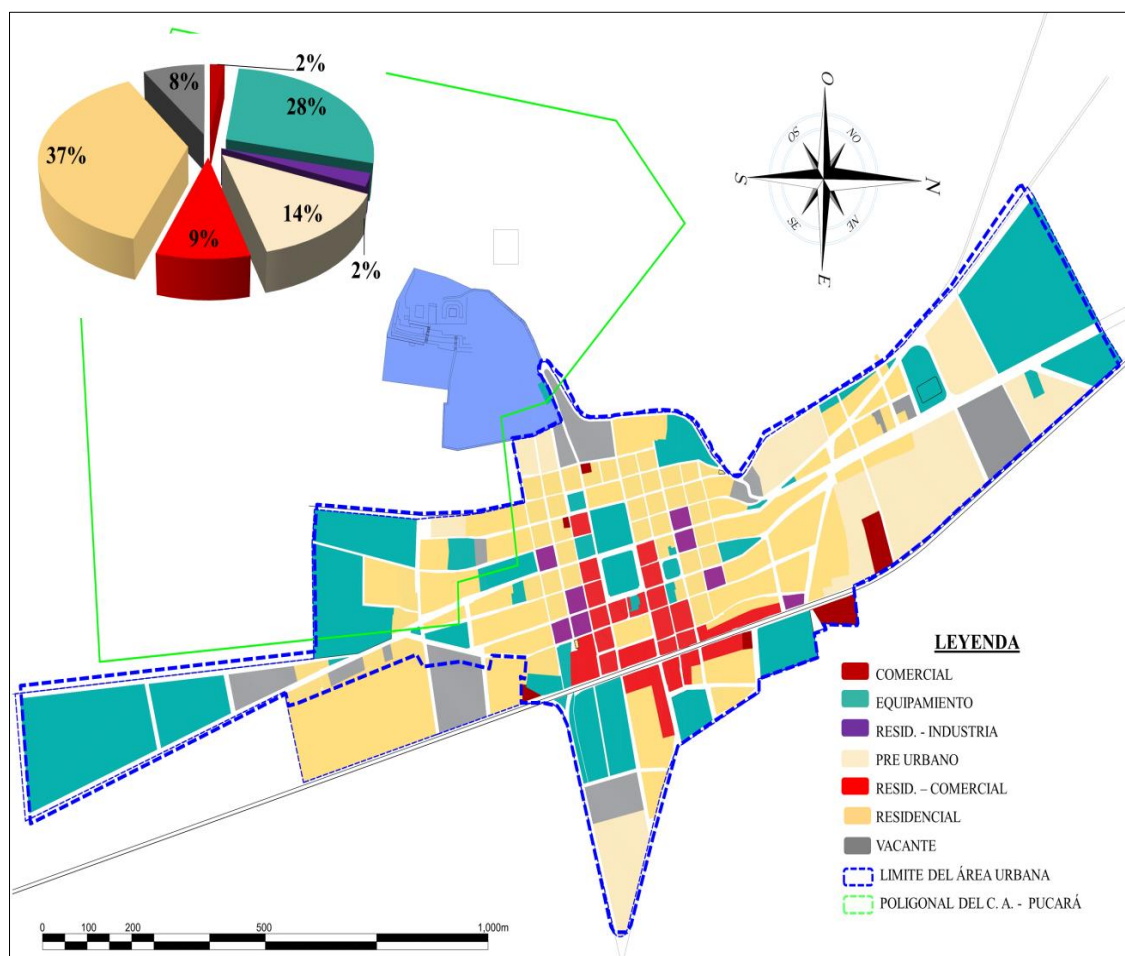 2%
8%
28%
37%
14%
9%
2%
O
SO
NO
S
N
SE
NE
E
LEYENDA
COMERCIAL
EQUIPAMIENTO
RESID. - INDUSTRIA
PRE URBANO
RESID. – COMERCIAL
RESIDENCIAL
VACANTE
LIMITE DEL ÁREA URBANA
POLIGONAL DEL C. A. - PUCARÁ
0 100 200 500 1,000m